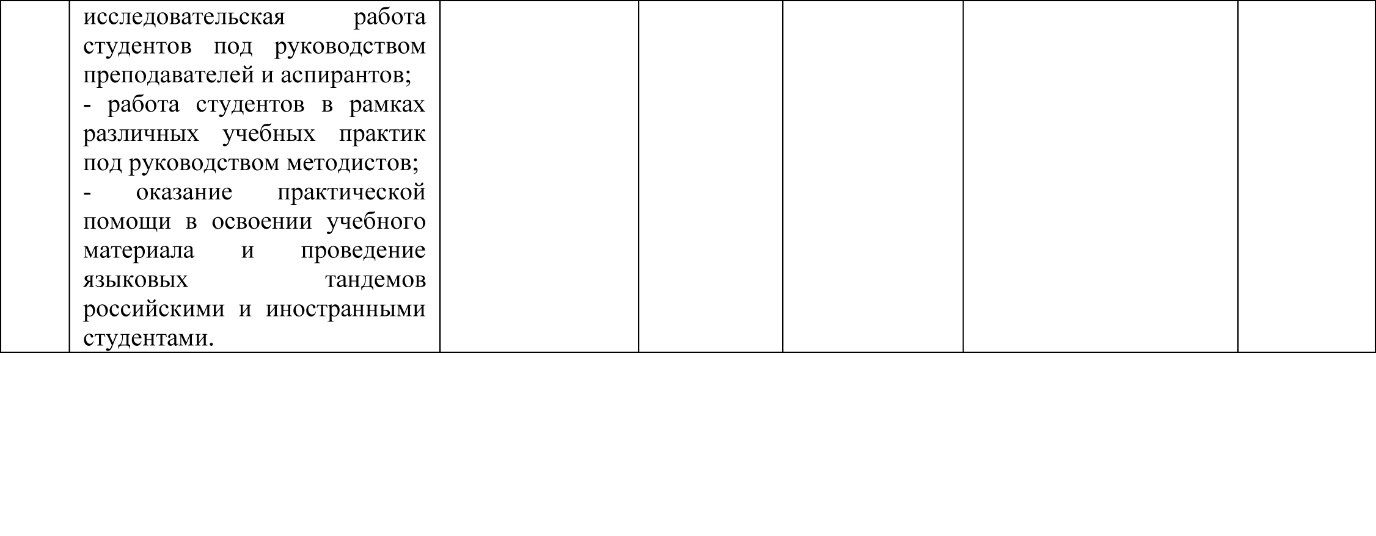 исследовательская работа
студентов под руководством
преподавателей и аспирантов;
- работа студентов в рамках
различных учебных практик
под руководством методистов;
- оказание практической
помощи в освоении учебного
материала и проведение
языковых тандемов
российскими и иностранными
студентами.